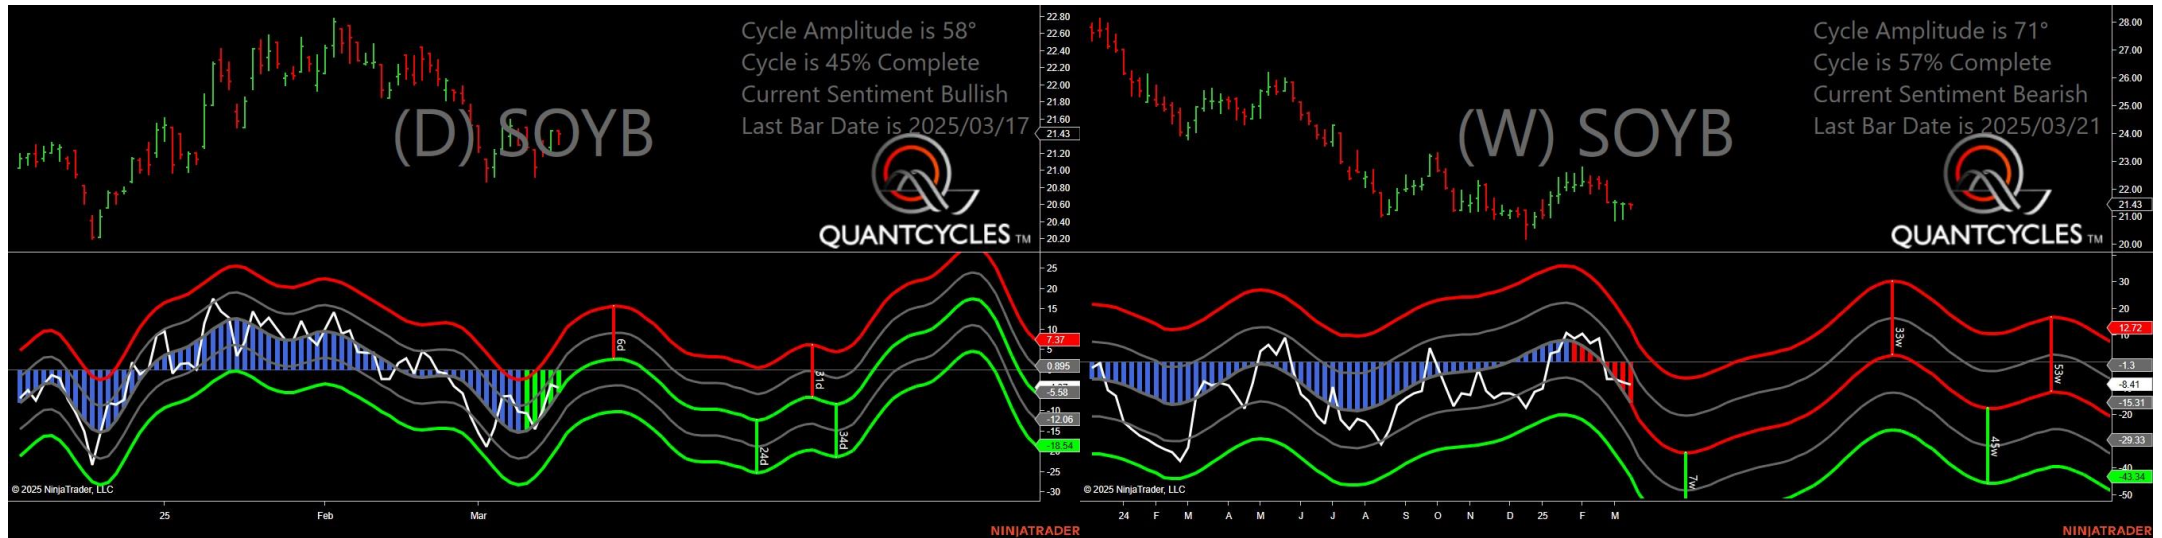 Cycle Amplitude is 58°
Cycle is 45% Complete
Current Sentiment Bullish
Last Bar Date is 2025/03/17
(D) SOYB
QUANTCYCLES TM
22.80
22.60
22.40
22.20
22.00
21.80
21.60
21.43
21.20
21.00
20.80
20.60
20.40
20.20
25
20
15
10
7.37
5
0.895
-5.58
-10
-12.06
-15
-18.54
-25
-30
6d
24d
31d
34d
© 2025 NinjaTrader, LLC
25
Feb
Mar
NINJATRADER
Cycle Amplitude is 71°
Cycle is 57% Complete
Current Sentiment Bearish
Last Bar Date is 2025/03/21
(W) SOYB
QUANTCYCLES TM
28.00
27.00
26.00
25.00
24.00
23.00
22.00
21.43
21.00
20.00
30
20
12.72
10
-1.3
-8.41
-15.31
-20
-29.33
-40
-43.34
-50
7w
33w
45w
53w
© 2025 NinjaTrader, LLC
24 F M A M J J A S O N D 25 F M
NINJATRADER